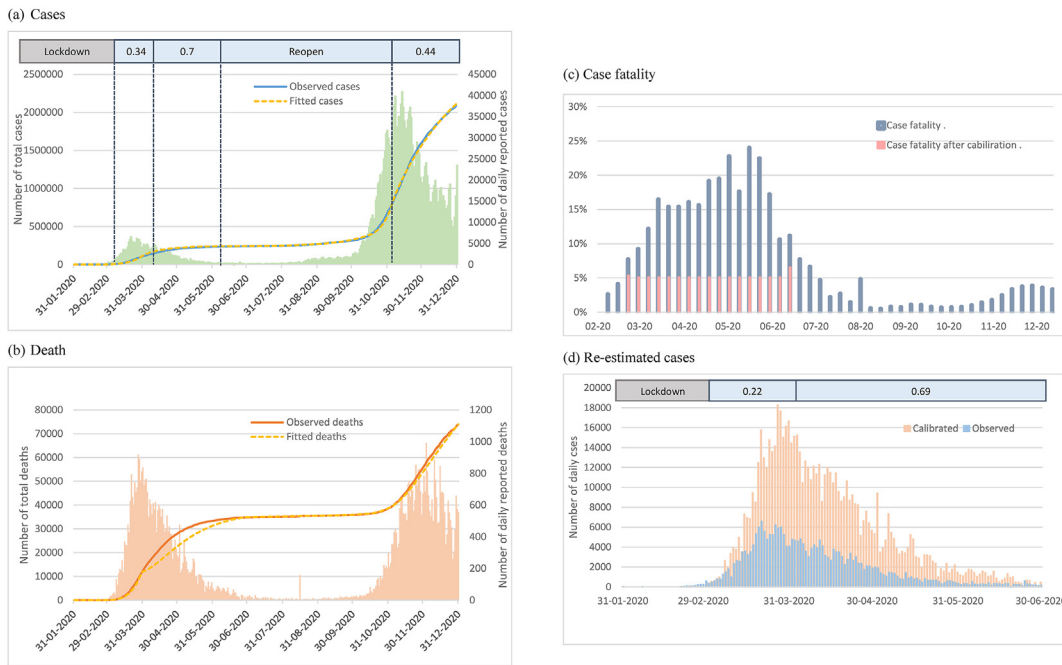 (a) Cases
Lockdown 0.34 0.7 Reopen 0.44
Number of total cases
2500000
2000000
1500000
1000000
500000
0
Observed cases
Fitted cases
45000
40000
35000
30000
25000
20000
15000
10000
5000
0
Number of daily reported cases
31-01-2020 29-02-2020 31-03-2020 30-04-2020 31-05-2020 30-06-2020 31-07-2020 31-08-2020 30-09-2020 31-10-2020 30-11-2020 31-12-2020
(b) Death
Number of total deaths
80000
70000
60000
50000
40000
30000
20000
10000
0
Observed deaths
Fitted deaths
1200
1000
800
600
400
200
0
Number of daily reported deaths
31-01-2020 29-02-2020 31-03-2020 30-04-2020 31-05-2020 30-06-2020 31-07-2020 31-08-2020 30-09-2020 31-10-2020 30-11-2020 31-12-2020
(c) Case fatality
30%
25%
20%
15%
10%
5%
0%
Case fatality .
Case fatality after cabiliration .
02-20 03-20 04-20 05-20 06-20 07-20 08-20 09-20 10-20 11-20 12-20
(d) Re-estimated cases
Lockdown 0.22 0.69
Number of daily cses
20000
18000
16000
14000
12000
10000
8000
6000
4000
2000
0
Calibrated Observed
31-01-2020 29-02-2020 31-03-2020 30-04-2020 31-05-2020 30-06-2020